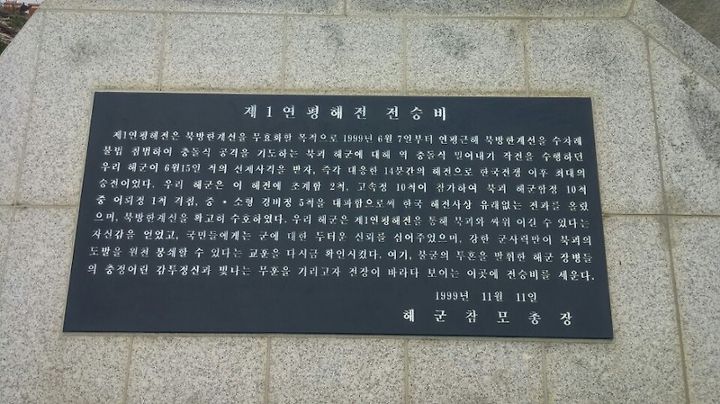 제1연평해전 전승비
제1연평해전은 북방한계선을 무효화할 목적으로 1999년 6월 7일부터 연평근해 북방한계선을 수차례
불법 침범하여 충돌식 공격을 기도하는 북괴 해군에 대해 역 충돌식 밀어내기 작전을 수행하던
우리 해군이 6월15일 적의 선제사격을 받자, 즉각 대응한 14분간의 해전으로 한국전쟁 이후 최대의
승전이었다. 우리 해군은 이 해전에 초계함 2척, 고속정 10척이 참가하여 북괴 해군함정 10척
중 어뢰정 1척 격침, 중·소형 경비정 5척을 대파함으로써 한국 해전사상 유래없는 전과를 올렸
으며, 북방한계선을 확고히 수호하였다. 우리 해군은 제1연평해전을 통해 북괴와 싸워 이길 수 있다는
자신감을 얻었고, 국민들에게는 군에 대한 두터운 신뢰를 심어주었으며, 강한 군사력만이 북괴의
도발을 원천 봉쇄할 수 있다는 교훈을 다시금 확인시켰다. 여기, 불굴의 투혼을 발휘한 해군 장병들
의 충정어린 감투정신과 빛나는 무훈을 기리고자 전장이 바라다 보이는 이곳에 전승비를 세운다.
1999년 11월 11일
해군참모총장